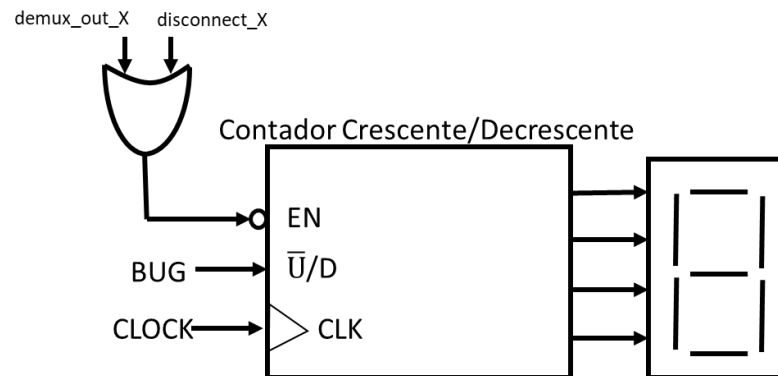 demux_out_X disconnect_X
Contador Crescente/Decrescente
EN
BUG U̅/D
CLOCK CLK